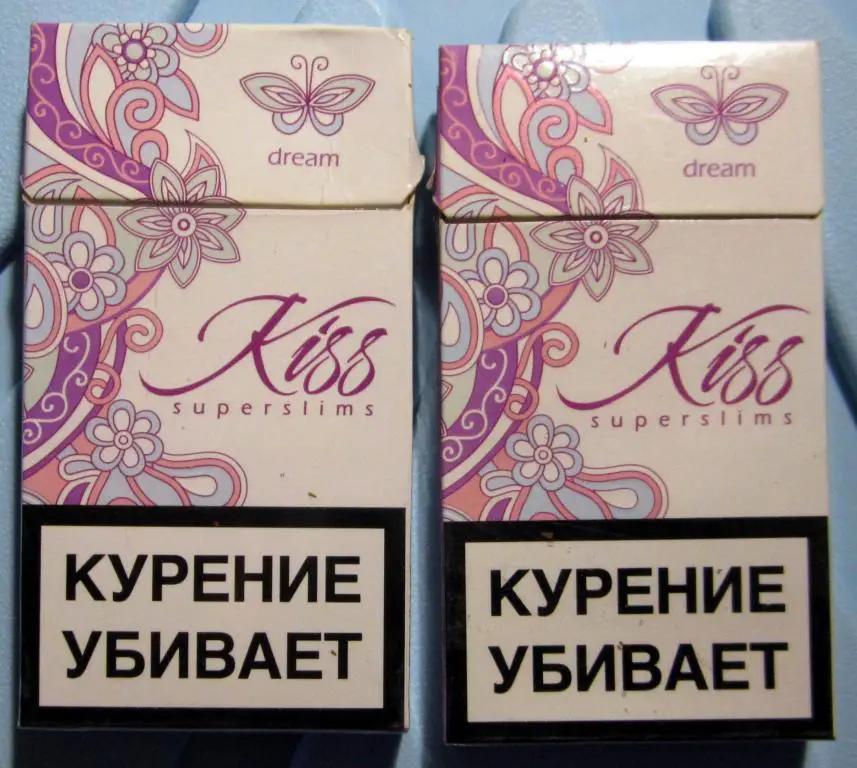 dream
Kiss
superslims
КУРЕНИЕ
УБИВАЕТ
dream
Kiss
superslims
КУРЕНИЕ
УБИВАЕТ